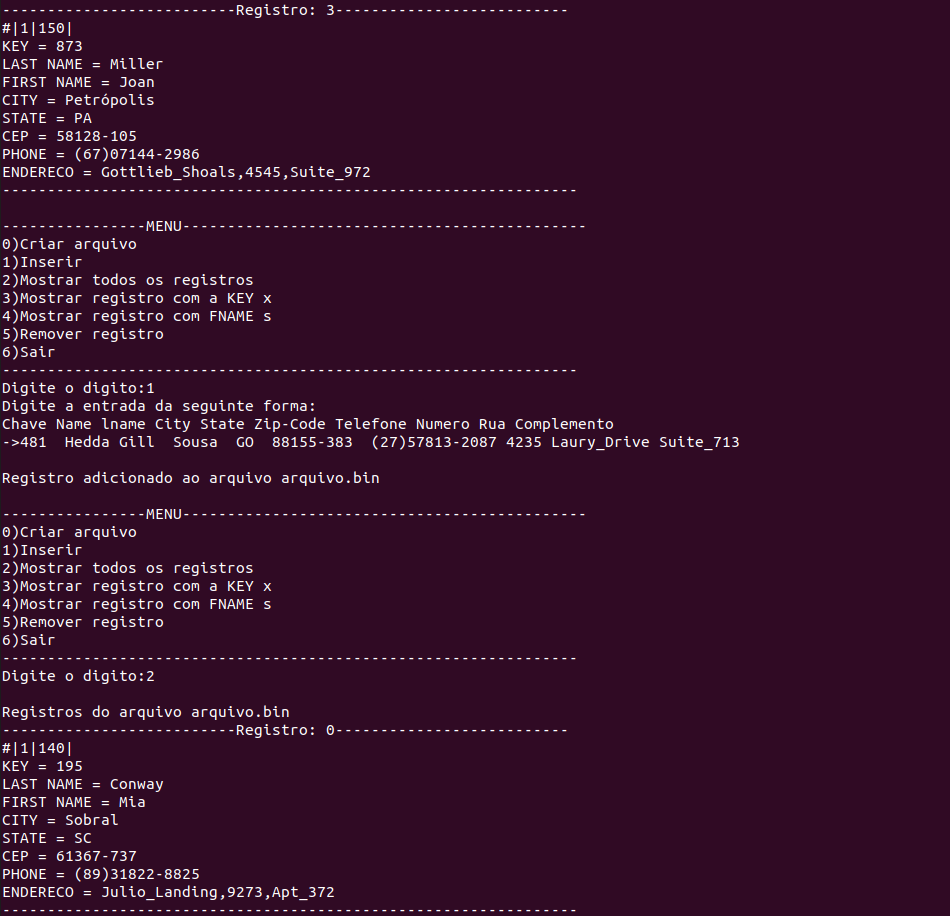 --------------------------Registro: 3--------------------------
#|1|150|
KEY = 873
LAST NAME = Miller
FIRST NAME = Joan
CITY = Petrópolis
STATE = PA
CEP = 58128-105
PHONE = (67)07144-2986
ENDERECO = Gottlieb_Shoals,4545,Suite_972
----------------------------------------------------------------
----------------MENU---------------------------------------------
0)Criar arquivo
1)Inserir
2)Mostrar todos os registros
3)Mostrar registro com a KEY x
4)Mostrar registro com FNAME s
5)Remover registro
6)Sair
----------------------------------------------------------------
Digite o digito:1
Digite a entrada da seguinte forma:
Chave Name lname City State Zip-Code Telefone Numero Rua Complemento
->481  Hedda Gill  Sousa  GO  88155-383  (27)57813-2087 4235 Laury_Drive Suite_713
Registro adicionado ao arquivo arquivo.bin
----------------MENU---------------------------------------------
0)Criar arquivo
1)Inserir
2)Mostrar todos os registros
3)Mostrar registro com a KEY x
4)Mostrar registro com FNAME s
5)Remover registro
6)Sair
----------------------------------------------------------------
Digite o digito:2
Registros do arquivo arquivo.bin
--------------------------Registro: 0--------------------------
#|1|140|
KEY = 195
LAST NAME = Conway
FIRST NAME = Mia
CITY = Sobral
STATE = SC
CEP = 61367-737
PHONE = (89)31822-8825
ENDERECO = Julio_Landing,9273,Apt_372
----------------------------------------------------------------